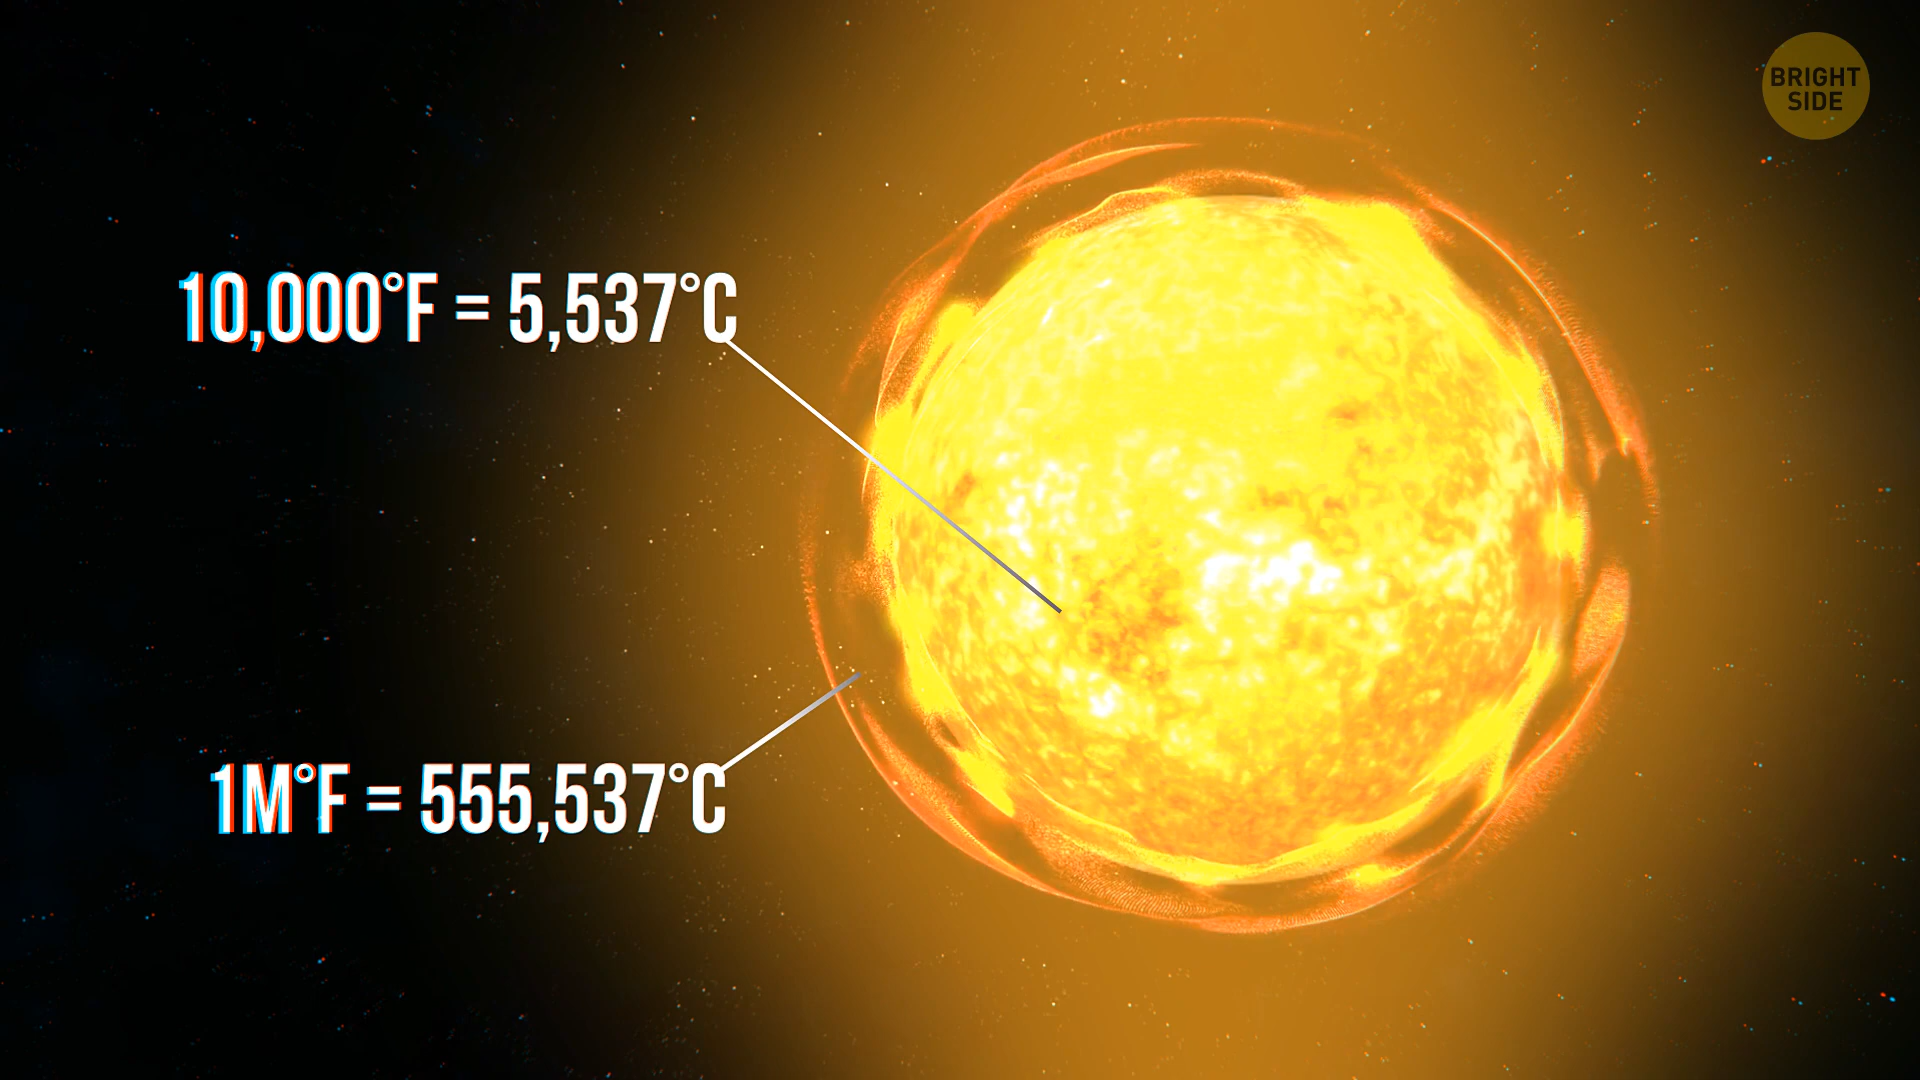 BRIGHT
SIDE
10,000°F = 5,537°C
1M°F = 555,537°C